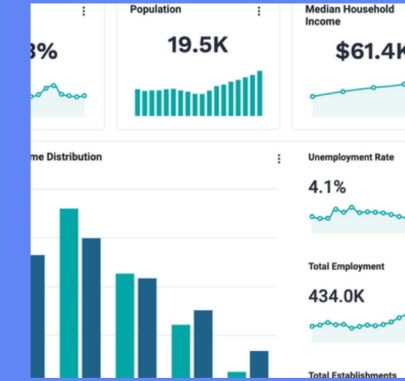 Population
Median Household
Income
3%
19.5K
$61.4K
me Distribution
Unemployment Rate
4.1%
Total Employment
434.0K
Total Establishments